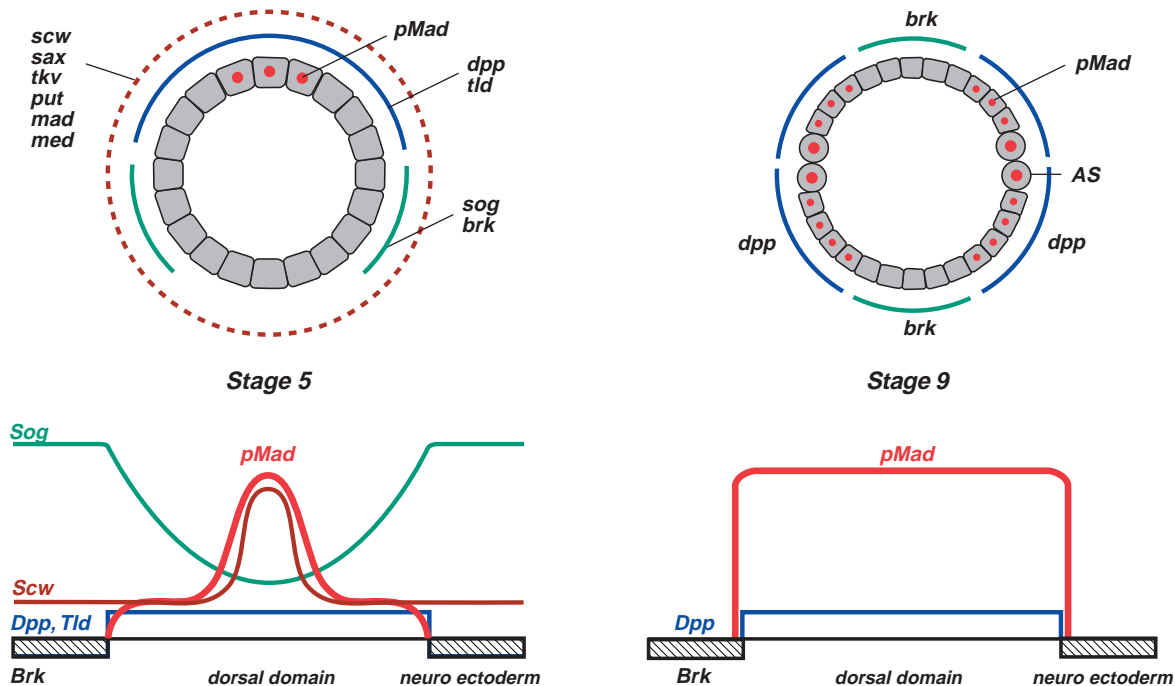 scw
sax
tkv
put
mad
med
pMad
dpp
tld
sog
brk
Stage 5
brk
pMad
AS
dpp
dpp
brk
Stage 9
Sog
pMad
Scw
Dpp, Tld
Brk
dorsal domain
neuro ectoderm
pMad
Dpp
Brk
dorsal domain
neuro ectoderm